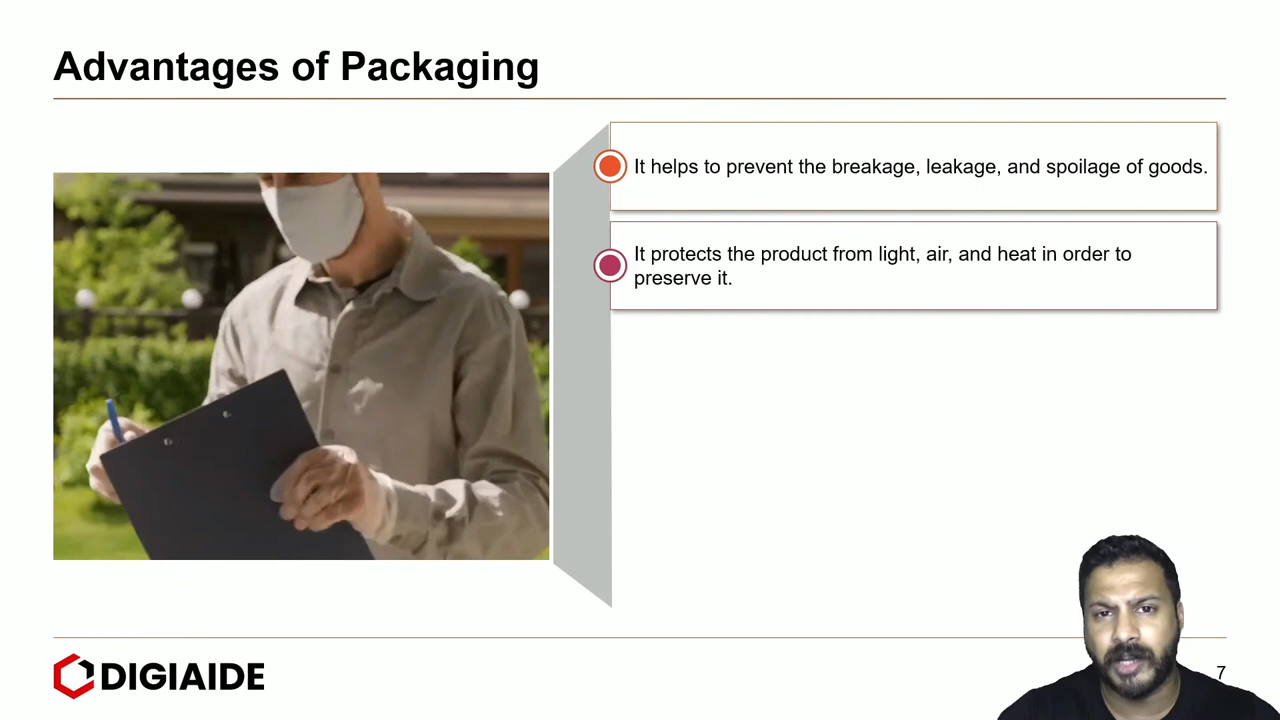 Advantages of Packaging
It helps to prevent the breakage, leakage, and spoilage of goods.
It protects the product from light, air, and heat in order to
preserve it.
DIGIAIDE
7